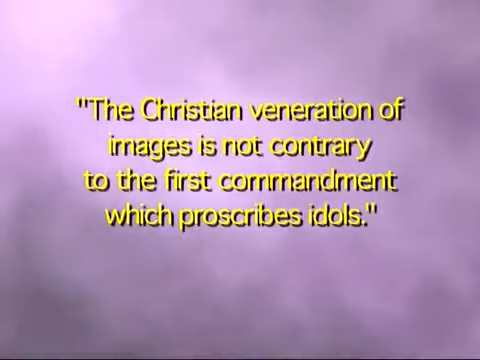 "The Christian veneration of
images is not contrary
to the first commandment
which proscribes idols."